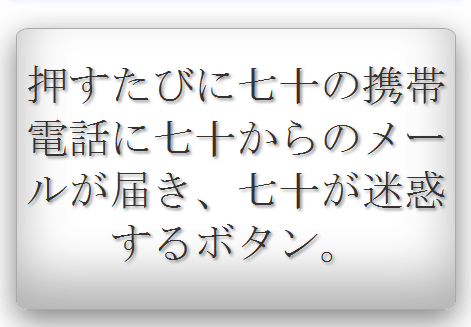 押すたびに七十の携帯
電話に七十からのメー
ルが届き、七十が迷惑
するボタン。